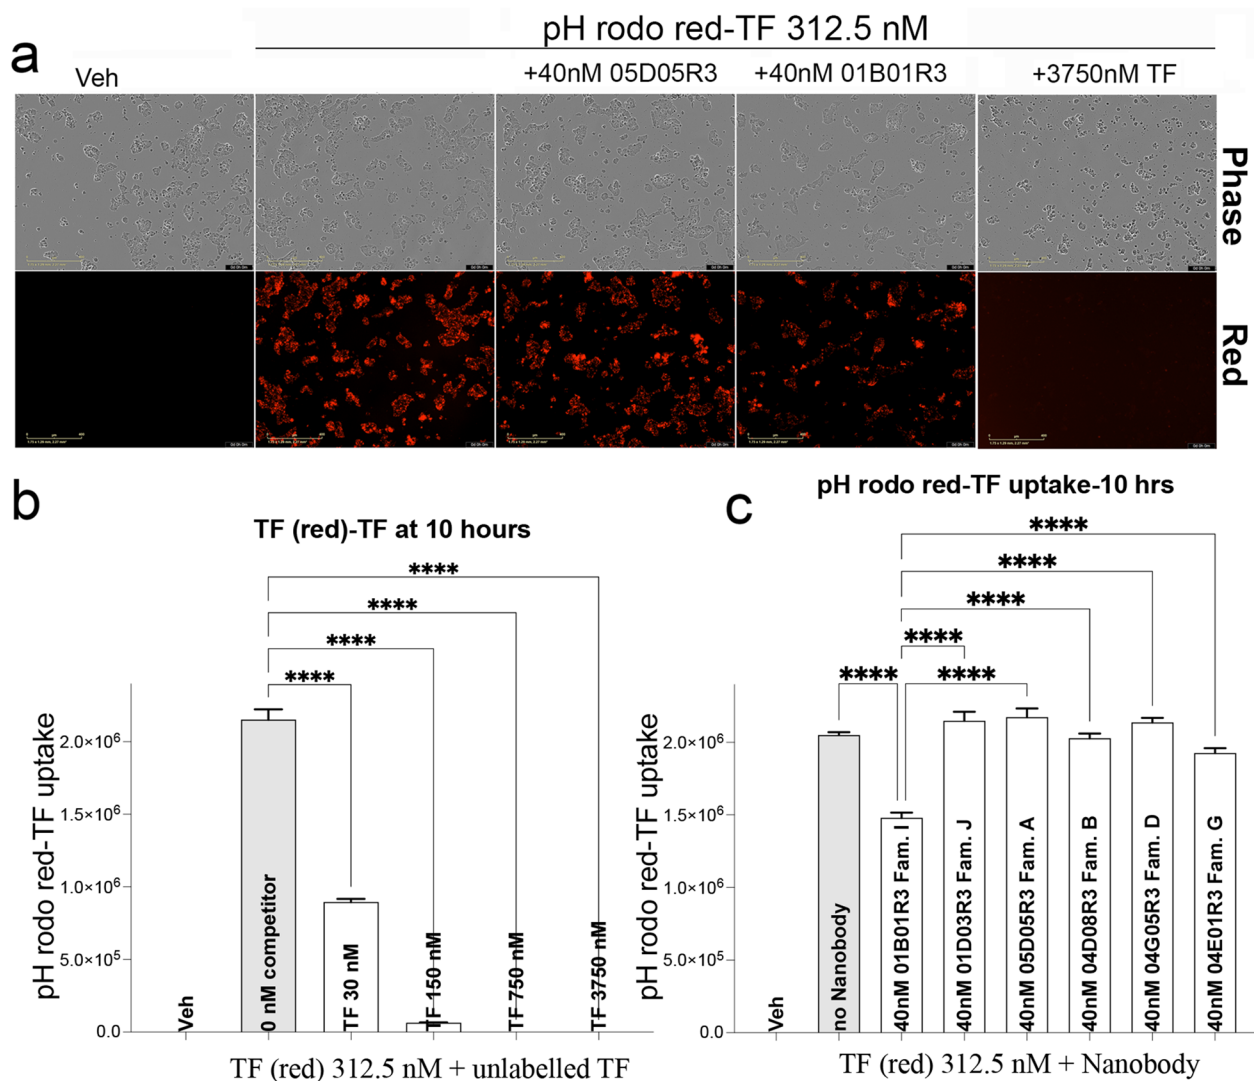 a
pH rodo red-TF 312.5 nM
Veh
+40nM 05D05R3
+40nM 01B01R3
+3750nM TF
Phase
Red
b
TF (red)-TF at 10 hours
****
****
****
****
pH rodo red-TF uptake
2.0×10⁶
1.5×10⁶
1.0×10⁶
5.0×10⁵
0.0
Veh
0 nM competitor
TF 30 nM
TF 150 nM
TF 750 nM
TF 3750 nM
TF (red) 312.5 nM + unlabelled TF
c
pH rodo red-TF uptake-10 hrs
****
****
****
****
****
****
pH rodo red-TF uptake
2.0×10⁶
1.5×10⁶
1.0×10⁶
5.0×10⁵
0.0
Veh
no Nanobody
40nM 01B01R3 Fam. I
40nM 01D03R3 Fam. J
40nM 05D05R3 Fam. A
40nM 04D08R3 Fam. B
40nM 04G05R3 Fam. D
40nM 04E01R3 Fam. G
TF (red) 312.5 nM + Nanobody